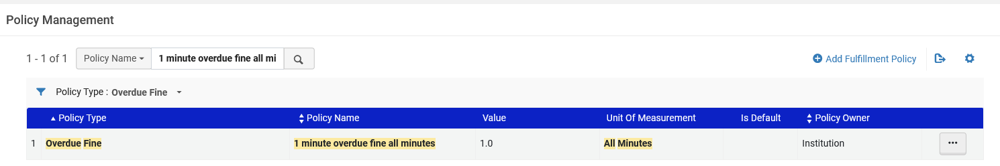 Policy Management
1 - 1 of 1 Policy Name 1 minute overdue fine all mi Add Fulfillment Policy
Policy Type : Overdue Fine
Policy Type Policy Name Value Unit Of Measurement Is Default Policy Owner
1 Overdue Fine 1 minute overdue fine all minutes 1.0 All Minutes Institution